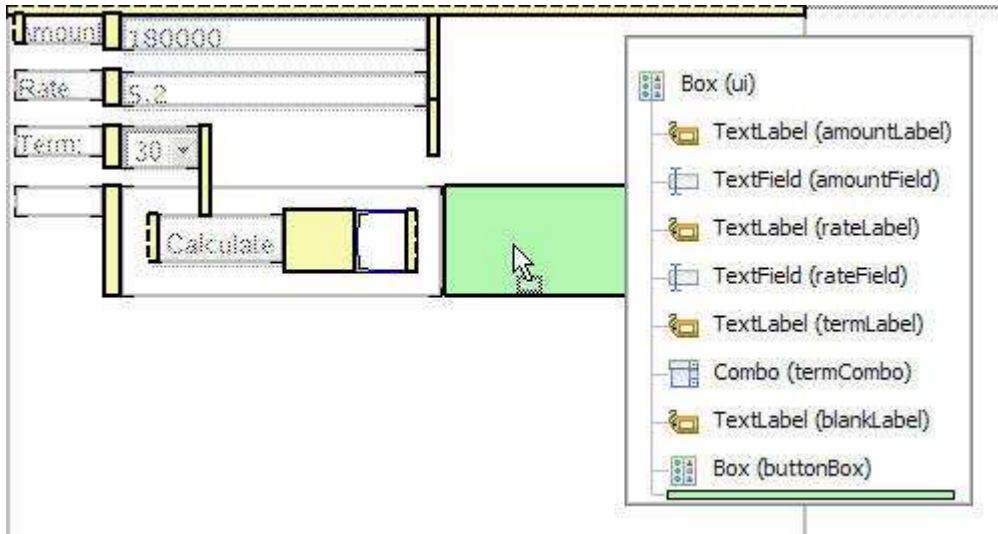 Amount
180000
Rate
5.2
Term:
30
Calculate
Box (ui)
TextLabel (amountLabel)
TextField (amountField)
TextLabel (rateLabel)
TextField (rateField)
TextLabel (termLabel)
Combo (termCombo)
TextLabel (blankLabel)
Box (buttonBox)